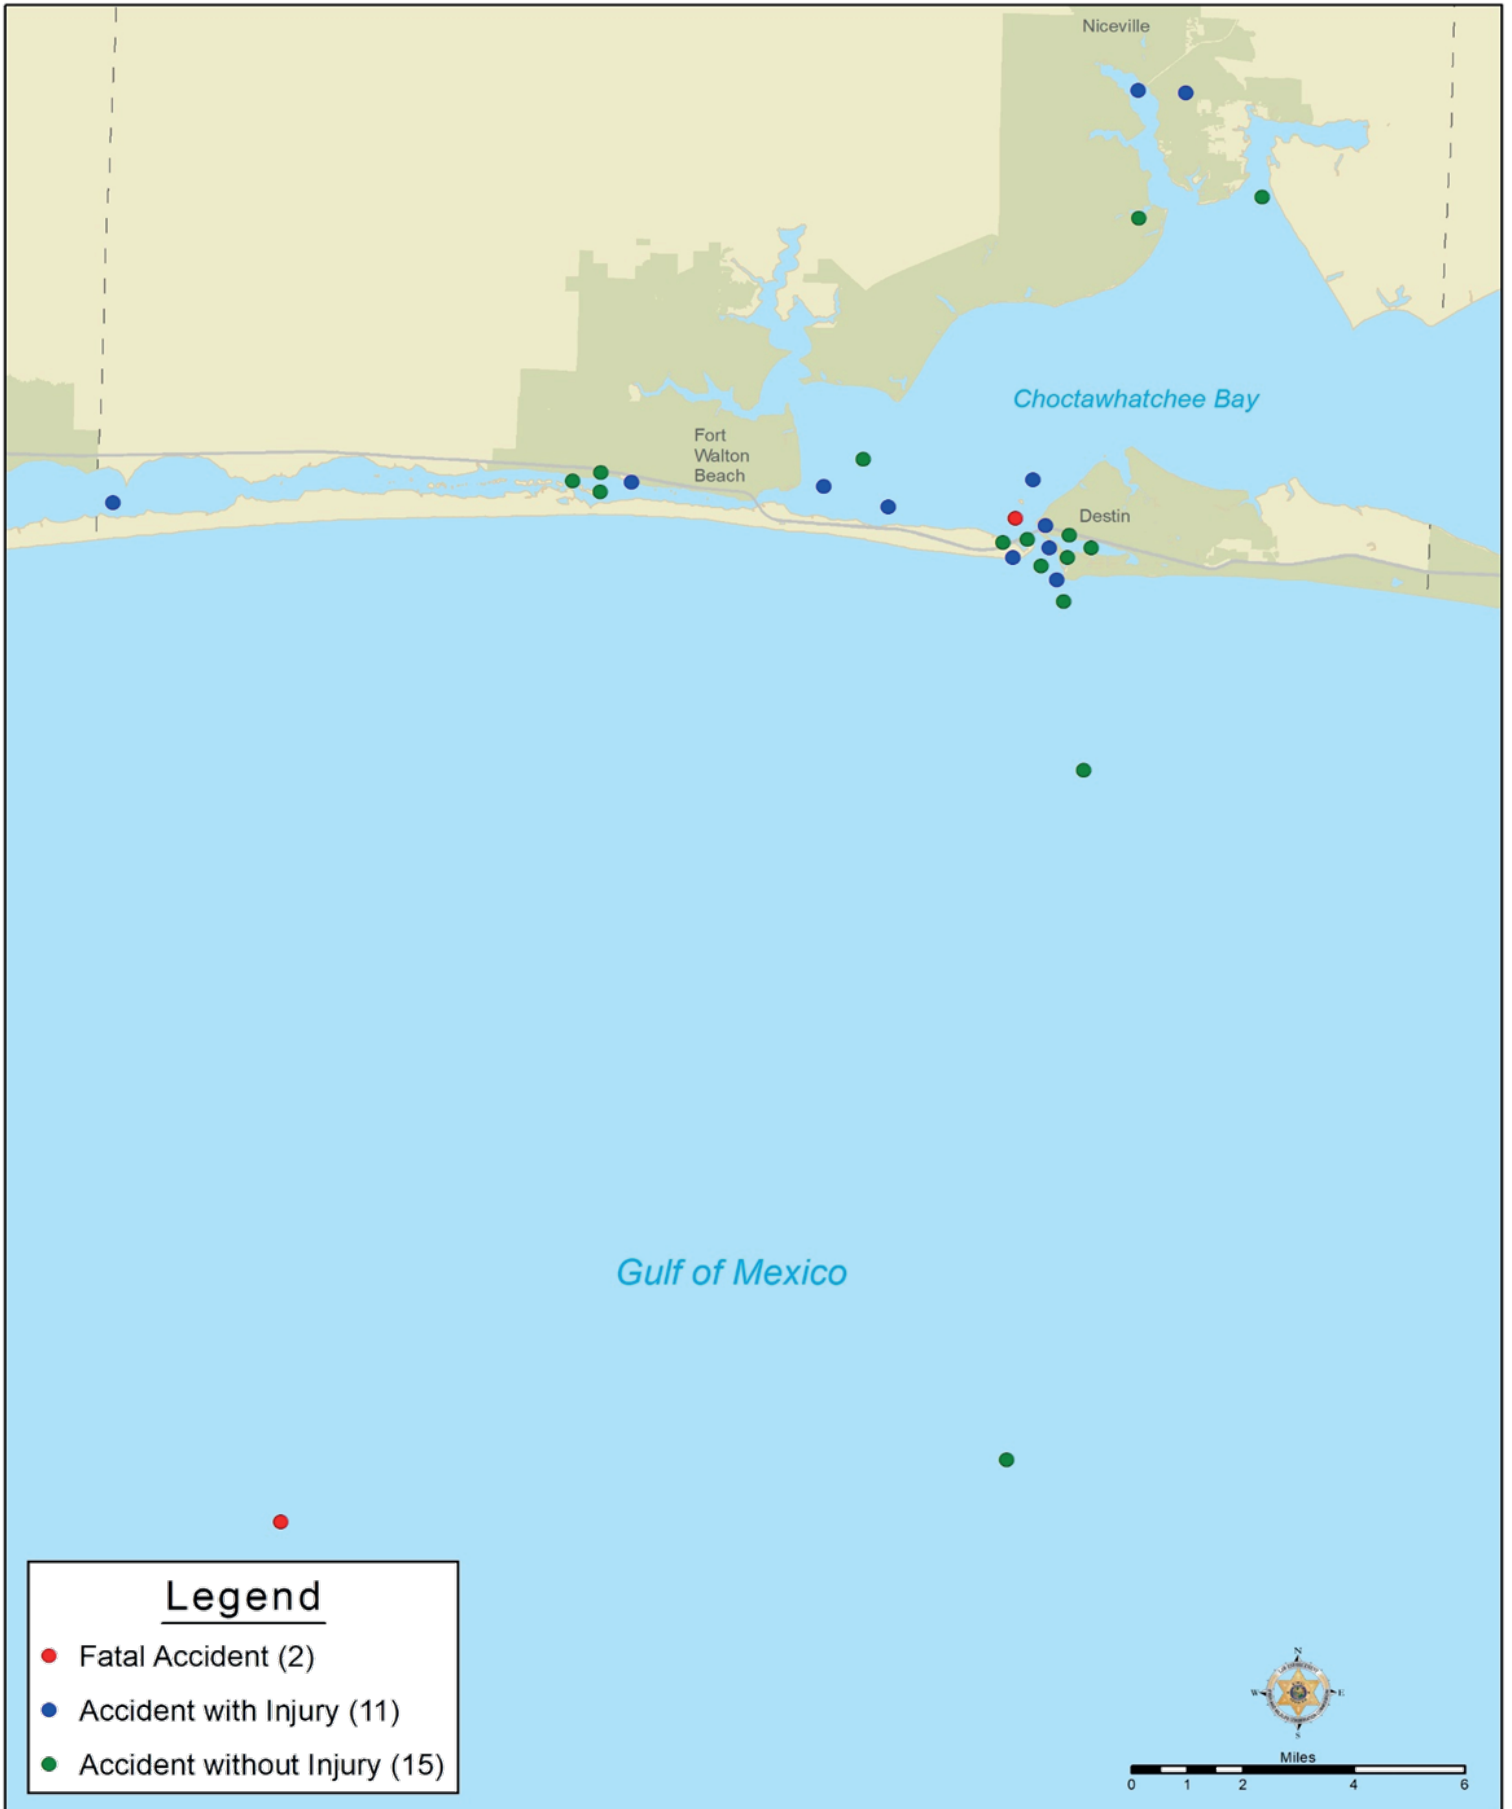 Niceville
Choctawhatchee Bay
Fort
Walton
Beach
Destin
Gulf of Mexico
Legend
Fatal Accident (2)
Accident with Injury (11)
Accident without Injury (15)
N
W
E
S
Miles
0 1 2 4 6